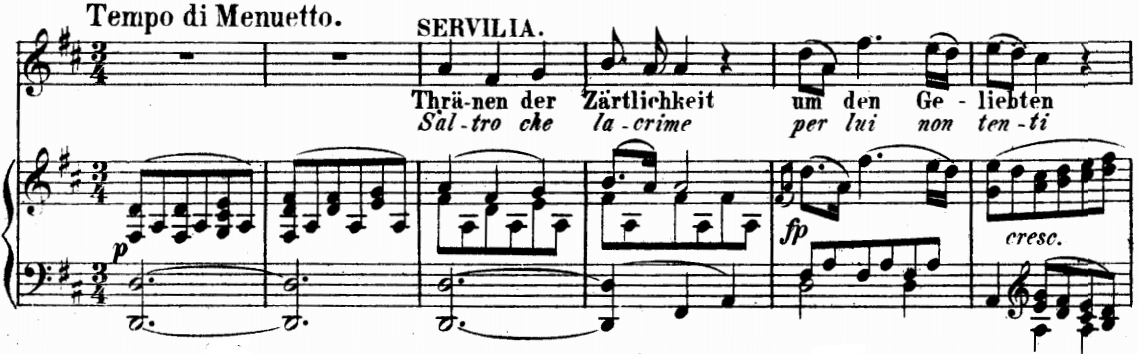 Tempo di Menuetto.
SERVILIA.
Thrä-nen der Zärtlichkeit um den Ge - liebten
Sal-tro che la-crime per lui non ten-ti
p
fp
cresc.